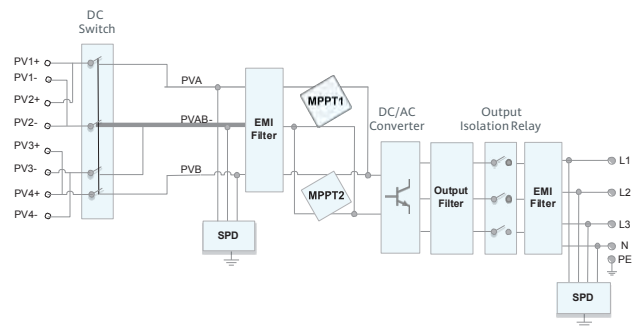 DC
Switch
PV1+
PV1-
PV2+
PV2-
PV3+
PV3-
PV4+
PV4-
PVA
PVAB-
PVB
SPD
EMI
Filter
MPPT1
MPPT2
DC/AC
Converter
Output
Filter
Output
Isolation Relay
EMI
Filter
L1
L2
L3
N
PE
SPD